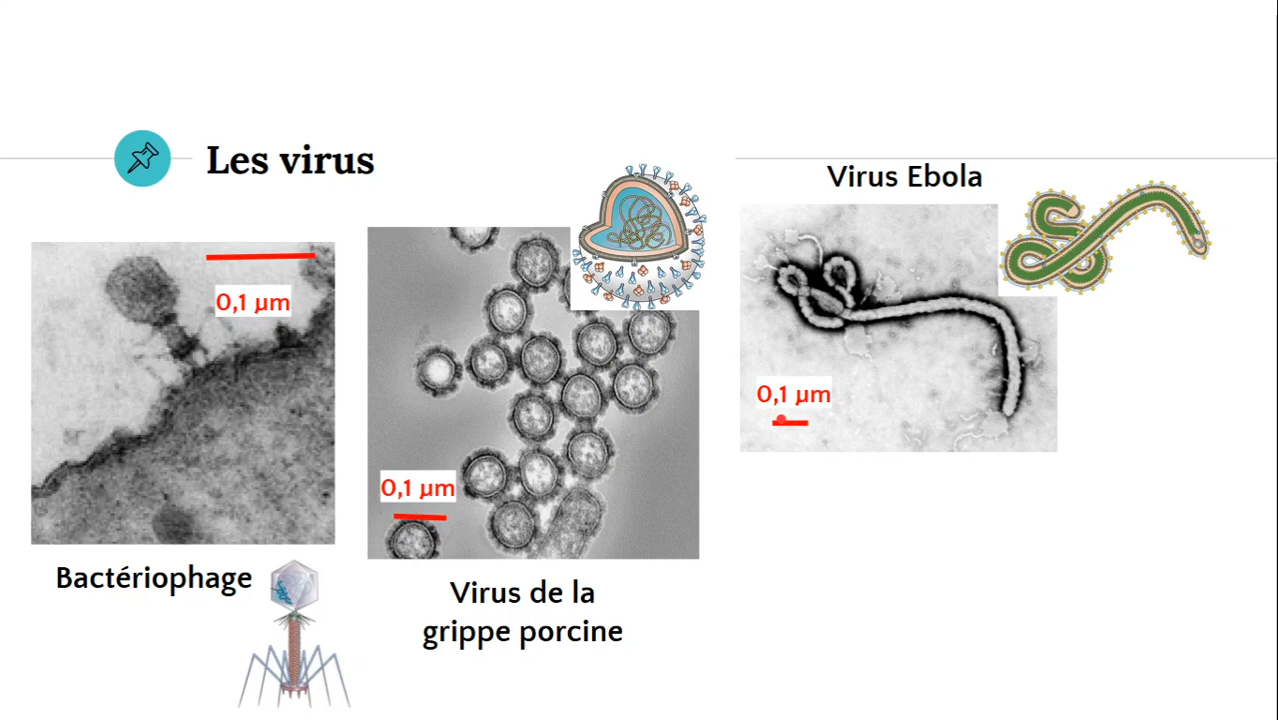 Les virus
Virus Ebola
0,1 µm
0,1 µm
0,1 µm
Bactériophage
Virus de la
grippe porcine